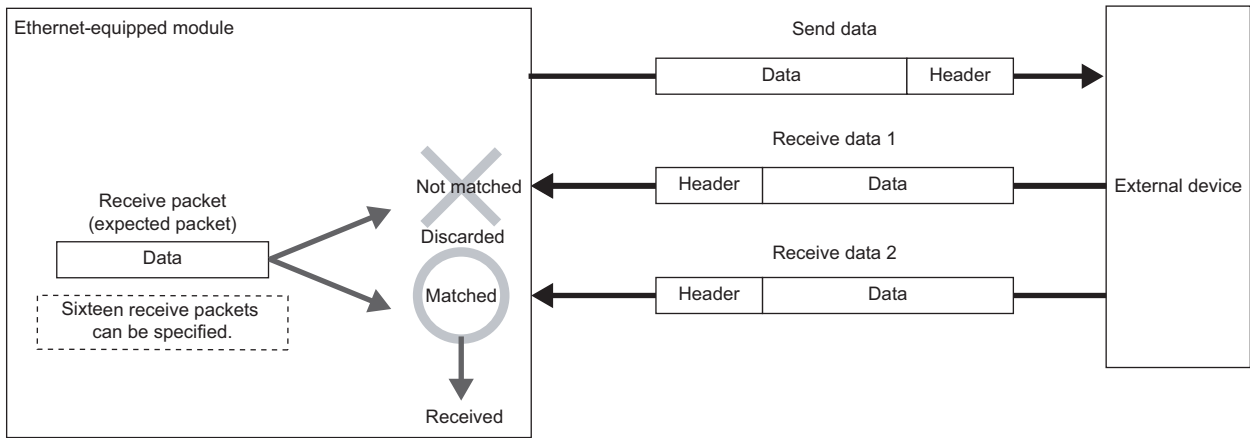 Ethernet-equipped module
Send data
Data
Header
Receive data 1
Header
Data
Not matched
Discarded
External device
Receive packet
(expected packet)
Data
Sixteen receive packets
can be specified.
Receive data 2
Header
Data
Matched
Received